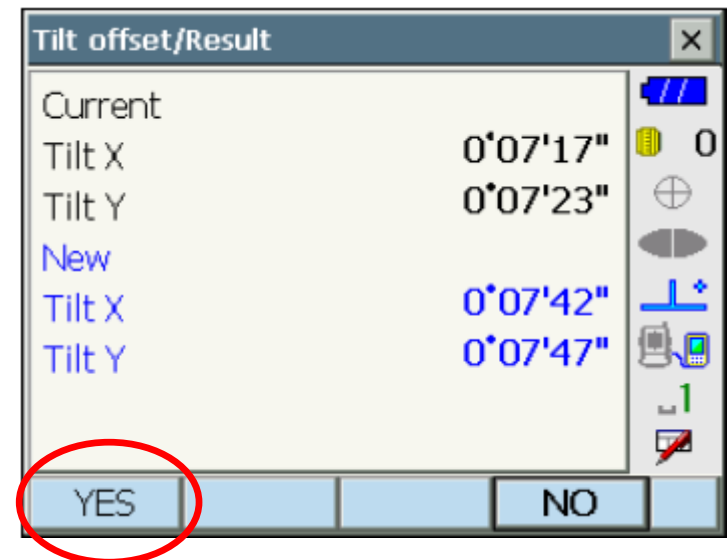 Tilt offset/Result
Current
Tilt X 0°07'17" 0
Tilt Y 0°07'23"
New
Tilt X 0°07'42"
Tilt Y 0°07'47"
1
YES NO